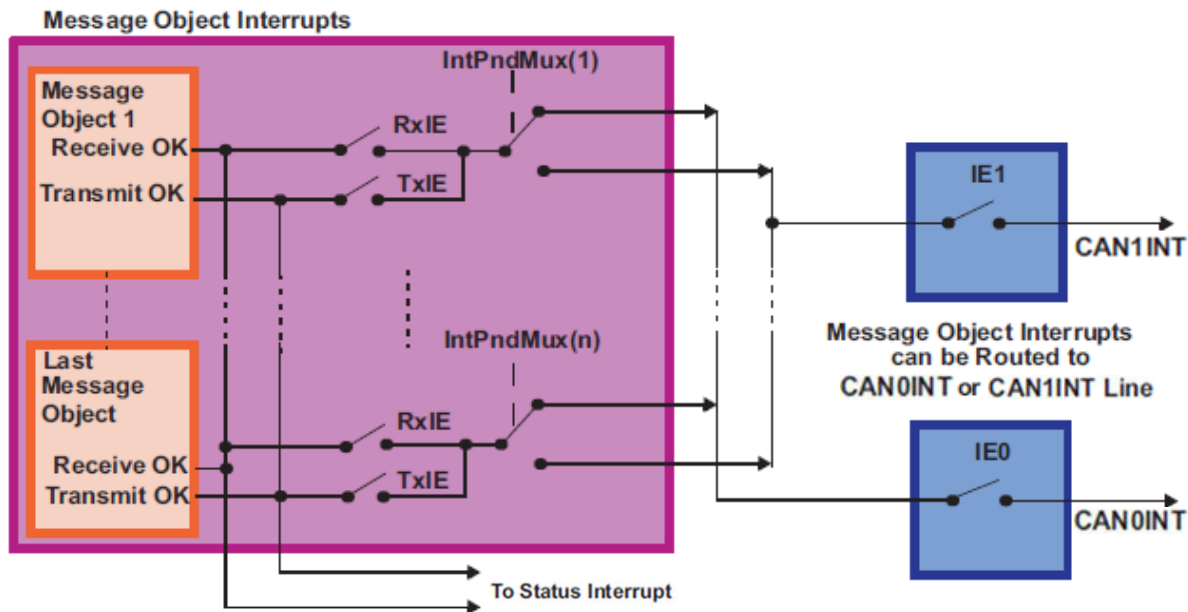 Message Object Interrupts
IntPndMux(1)
Message
Object 1
Receive OK
RxIE
Transmit OK
TxIE
IE1
CAN1INT
Message Object Interrupts
can be Routed to
CAN0INT or CAN1INT Line
IntPndMux(n)
Last
Message
Object
RxIE
Receive OK
TxIE
Transmit OK
IE0
CAN0INT
To Status Interrupt